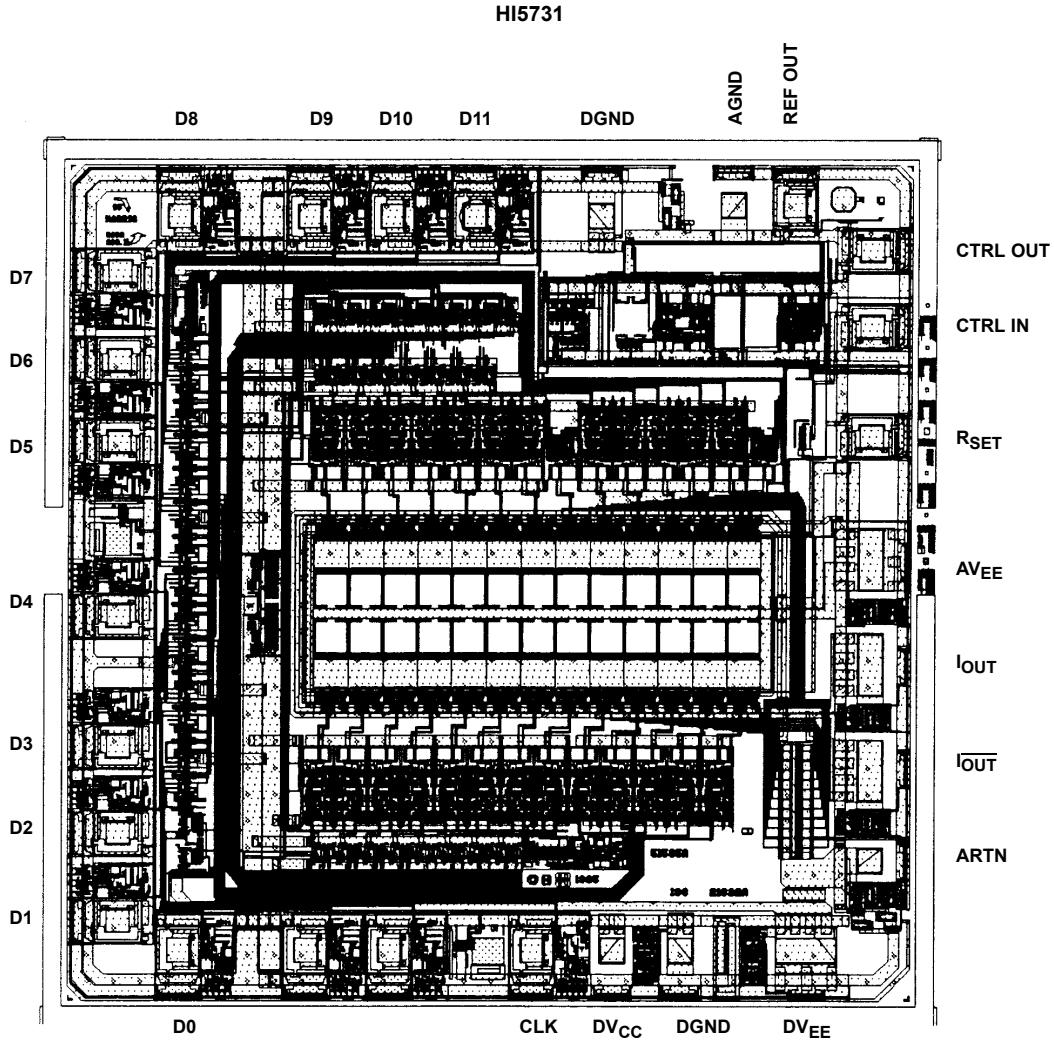 HI5731
D8
D9
D10
D11
DGND
AGND
REF OUT
D7
D6
D5
D4
D3
D2
D1
CTRL OUT
CTRL IN
RSET
AVEE
IOUT
IOUT
ARTN
D0
CLK
DVCC
DGND
DVEE